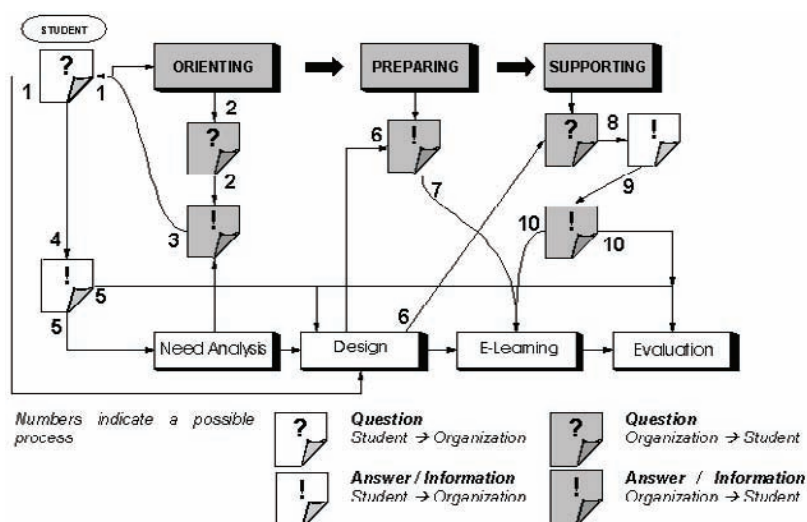 STUDENT
ORIENTING
PREPARING
SUPPORTING
?
1
1
2
?
2
!
3
6
!
7
?
8
!
9
!
10
10
4
!
5
5
6
Need Analysis
Design
E-Learning
Evaluation
Numbers indicate a possible
process
?
Question
Student → Organization
?
Question
Organization → Student
!
Answer / Information
Student → Organization
!
Answer / Information
Organization → Student